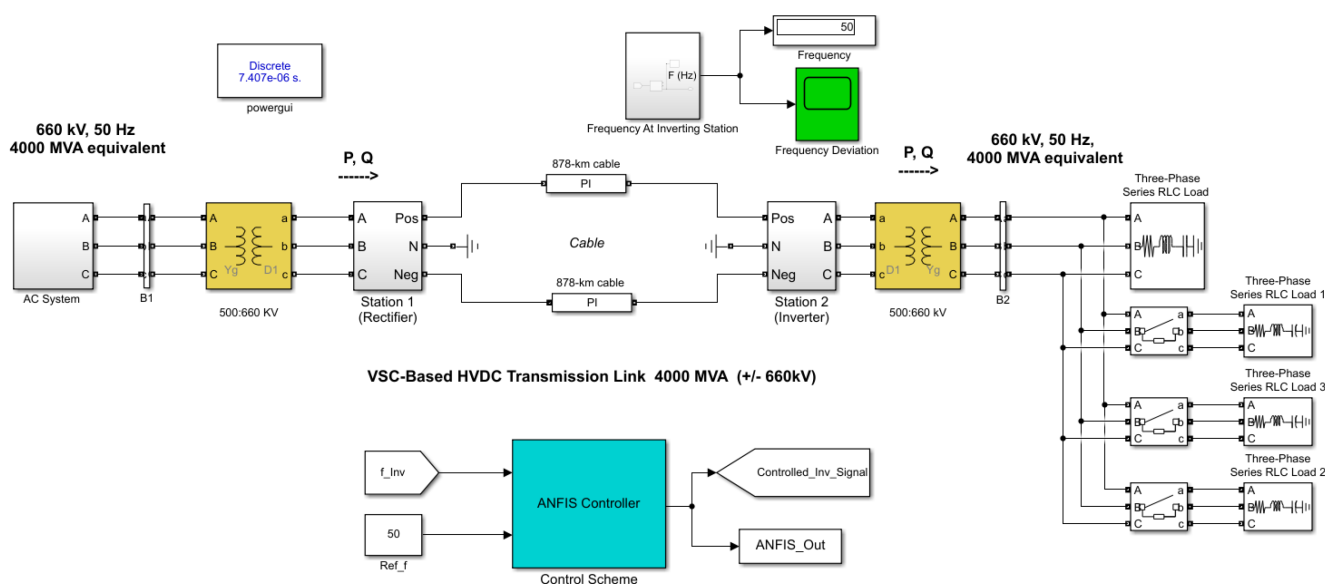 Discrete
7.407e-06 s.
powergui
F (Hz)
Frequency At Inverting Station
50
Frequency
Frequency Deviation
660 kV, 50 Hz
4000 MVA equivalent
P, Q
------>
878-km cable
PI
P, Q
------>
660 kV, 50 Hz,
4000 MVA equivalent
Three-Phase
Series RLC Load
A
B
C
AC System
A
B
C
B1
A
B
C
a
b
c
Yg
D1
500:660 KV
A
B
C
Pos
N
Neg
Station 1
(Rectifier)
Cable
878-km cable
PI
Pos
N
Neg
A
B
C
Station 2
(Inverter)
a
b
c
A
B
C
D1
Yg
500:660 kV
A
B
C
B2
A
B
C
Three-Phase
Series RLC Load 1
A
B
C
a
b
c
A
B
C
Three-Phase
Series RLC Load 3
A
B
C
a
b
c
A
B
C
Three-Phase
Series RLC Load 2
A
B
C
a
b
c
A
B
C
VSC-Based HVDC Transmission Link 4000 MVA (+/- 660kV)
f_Inv
50
Ref_f
ANFIS Controller
Control Scheme
Controlled_Inv_Signal
ANFIS_Out